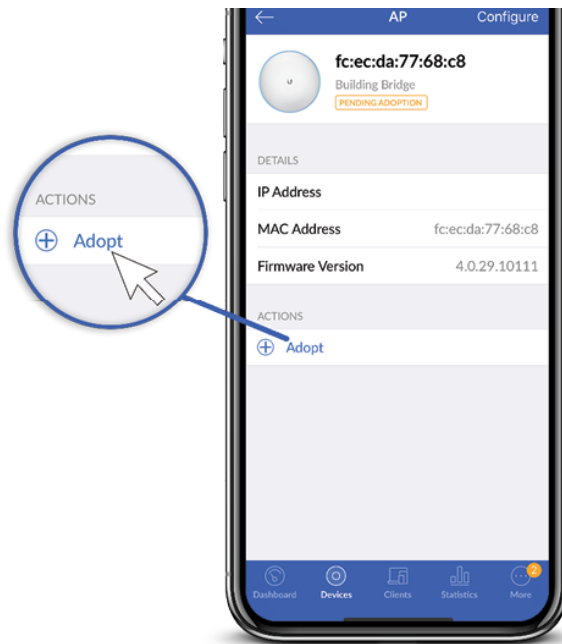 AP Configure
fc:ec:da:77:68:c8
Building Bridge
PENDING ADOPTION
DETAILS
IP Address
MAC Address fc:ec:da:77:68:c8
Firmware Version 4.0.29.10111
ACTIONS
Adopt
ACTIONS
Adopt
2
Dashboard Devices Clients Statistics More